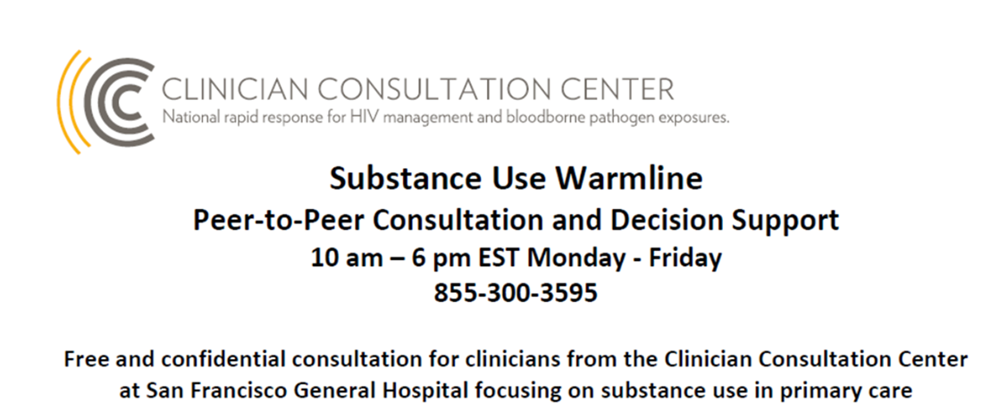 CLINICIAN CONSULTATION CENTER
National rapid response for HIV management and bloodborne pathogen exposures.
Substance Use Warmline
Peer-to-Peer Consultation and Decision Support
10 am – 6 pm EST Monday - Friday
855-300-3595
Free and confidential consultation for clinicians from the Clinician Consultation Center
at San Francisco General Hospital focusing on substance use in primary care